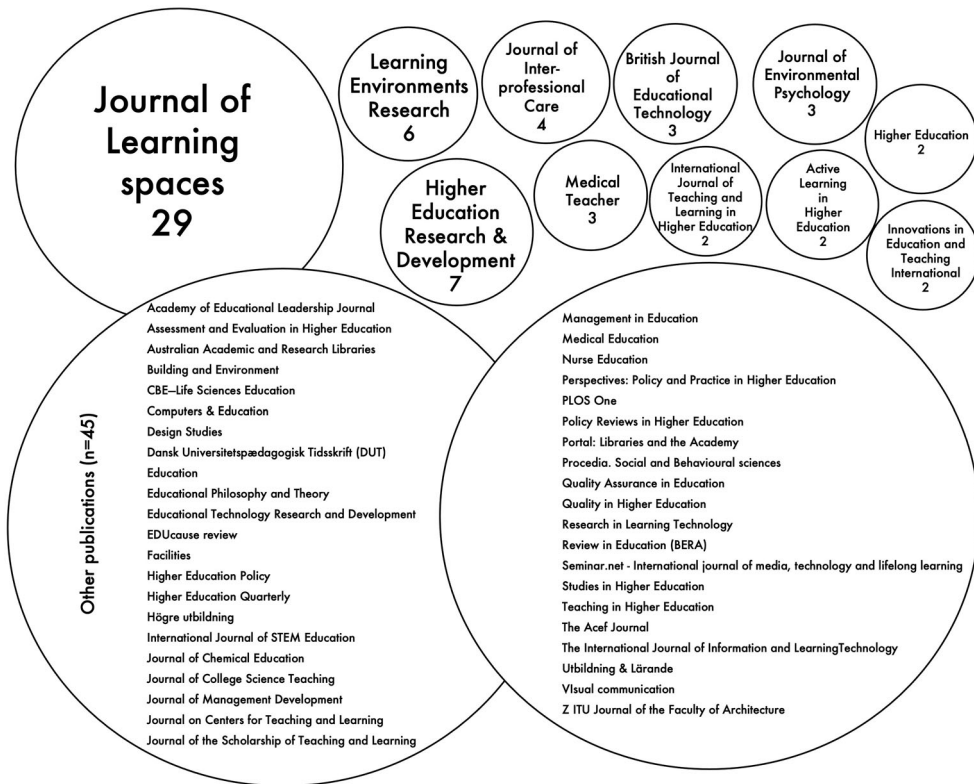 Journal of
Learning
spaces
29
Learning
Environments
Research
6
Journal of
Inter-
professional
Care
4
British Journal
of
Educational
Technology
3
Journal of
Environmental
Psychology
3
Higher Education
2
Higher
Education
Research &
Development
7
Medical
Teacher
3
International
Journal of
Teaching and
Learning in
Higher Education
2
Active
Learning
in
Higher
Education
2
Innovations in
Education and
Teaching
International
2
Other publications (n=45)
Academy of Educational Leadership Journal
Assessment and Evaluation in Higher Education
Australian Academic and Research Libraries
Building and Environment
CBE—Life Sciences Education
Computers & Education
Design Studies
Dansk Universitetspædagogisk Tidsskrift (DUT)
Education
Educational Philosophy and Theory
Educational Technology Research and Development
EDUcause review
Facilities
Higher Education Policy
Higher Education Quarterly
Högre utbildning
International Journal of STEM Education
Journal of Chemical Education
Journal of College Science Teaching
Journal of Management Development
Journal on Centers for Teaching and Learning
Journal of the Scholarship of Teaching and Learning
Management in Education
Medical Education
Nurse Education
Perspectives: Policy and Practice in Higher Education
PLOS One
Policy Reviews in Higher Education
Portal: Libraries and the Academy
Procedia. Social and Behavioural sciences
Quality Assurance in Education
Quality in Higher Education
Research in Learning Technology
Review in Education (BERA)
Seminar.net - International journal of media, technology and lifelong learning
Studies in Higher Education
Teaching in Higher Education
The Acef Journal
The International Journal of Information and LearningTechnology
Utbildning & Lärande
VIsual communication
Z ITU Journal of the Faculty of Architecture